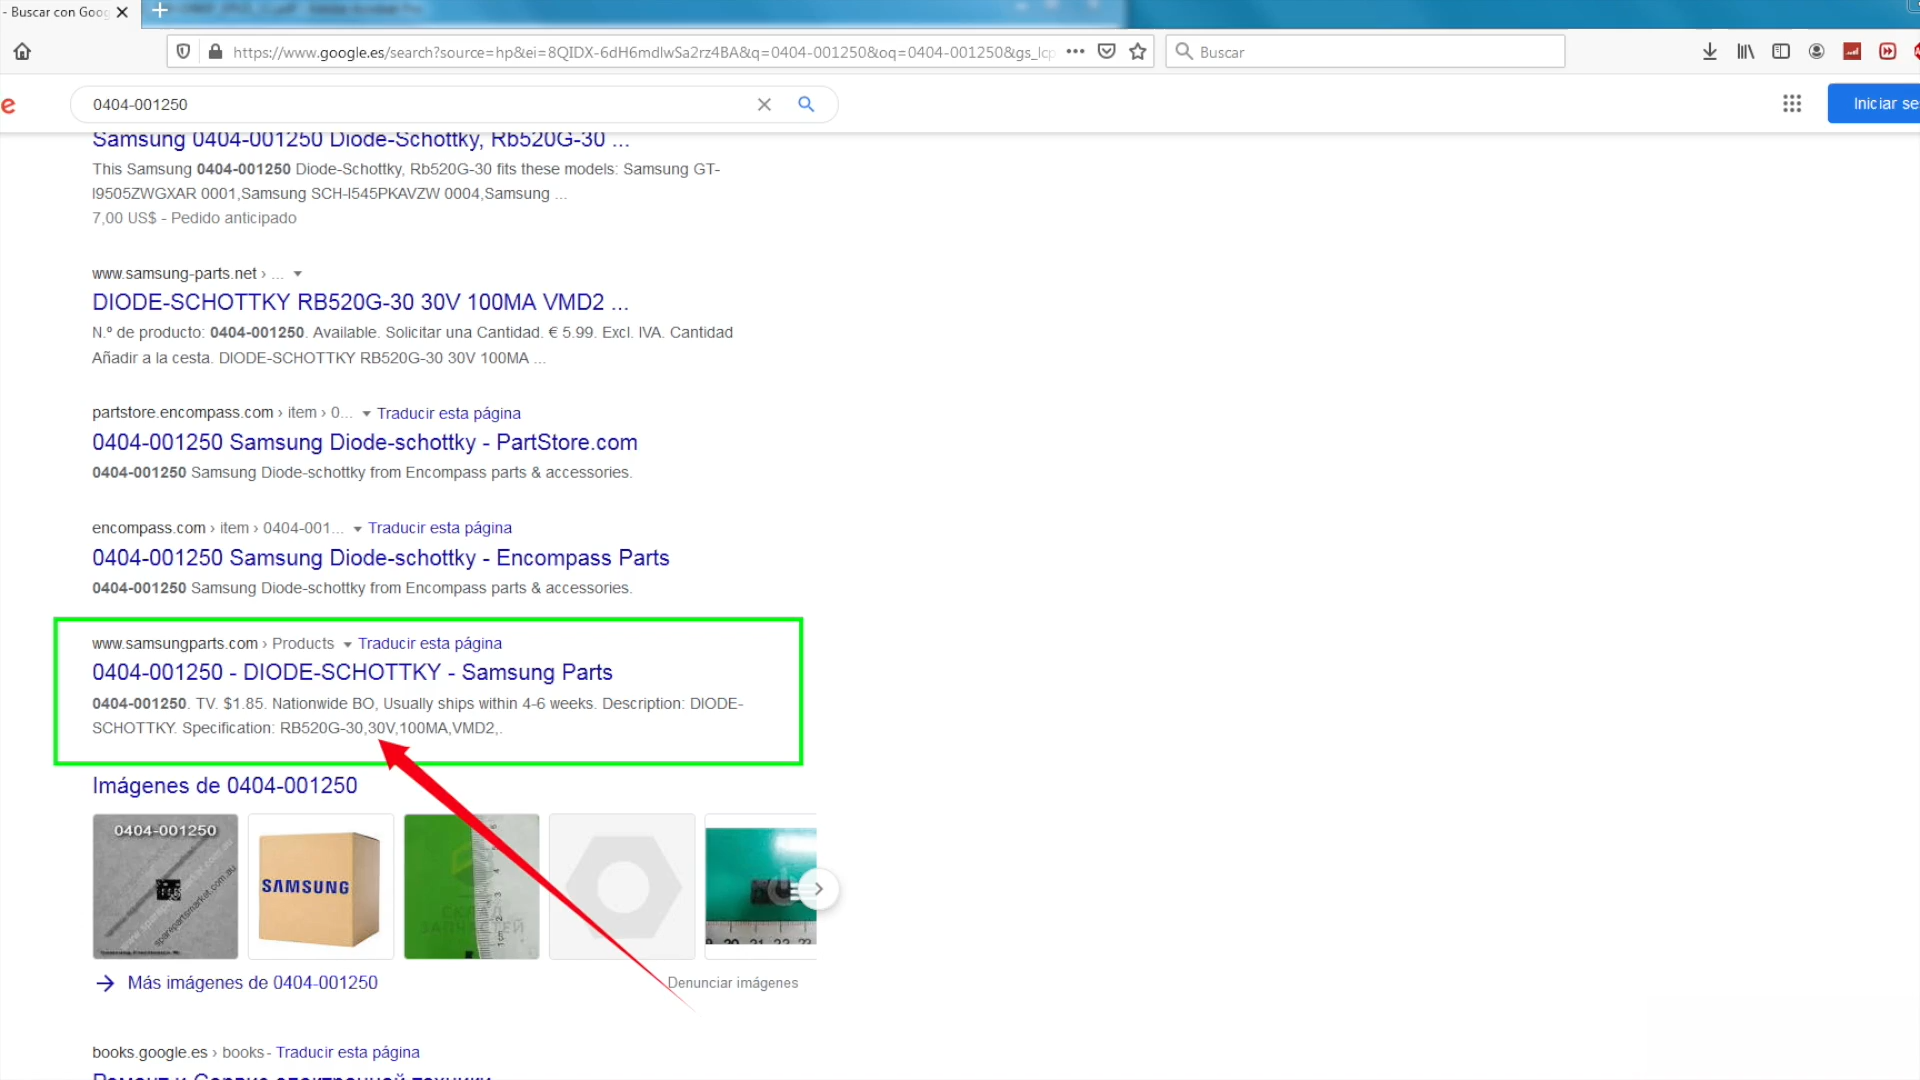 - Buscar con Goog
https://www.google.es/search?source=hp&ei=8QIDX-6dH6mdlwSa2rz4BA&q=0404-001250&oq=0404-001250&gs_lcp
Buscar
e
0404-001250
Iniciar se
Samsung 0404-001250 Diode-Schottky, Rb520G-30 ...
This Samsung 0404-001250 Diode-Schottky, Rb520G-30 fits these models: Samsung GT-
I9505ZWGXAR 0001,Samsung SCH-I545PKAVZW 0004,Samsung ...
7,00 US$ - Pedido anticipado
www.samsung-parts.net › ...
DIODE-SCHOTTKY RB520G-30 30V 100MA VMD2 ...
N.º de producto: 0404-001250. Available. Solicitar una Cantidad. € 5.99. Excl. IVA. Cantidad
Añadir a la cesta. DIODE-SCHOTTKY RB520G-30 30V 100MA ...
partstore.encompass.com › item › 0... Traducir esta página
0404-001250 Samsung Diode-schottky - PartStore.com
0404-001250 Samsung Diode-schottky from Encompass parts & accessories.
encompass.com › item › 0404-001... Traducir esta página
0404-001250 Samsung Diode-schottky - Encompass Parts
0404-001250 Samsung Diode-schottky from Encompass parts & accessories.
www.samsungparts.com › Products Traducir esta página
0404-001250 - DIODE-SCHOTTKY - Samsung Parts
0404-001250. TV. $1.85. Nationwide BO, Usually ships within 4-6 weeks. Description: DIODE-
SCHOTTKY. Specification: RB520G-30,30V,100MA,VMD2,.
Imágenes de 0404-001250
0404-001250
SAMSUNG
Más imágenes de 0404-001250
Denunciar imágenes
books.google.es › books - Traducir esta página
Ремонт и Сервис электронной техники